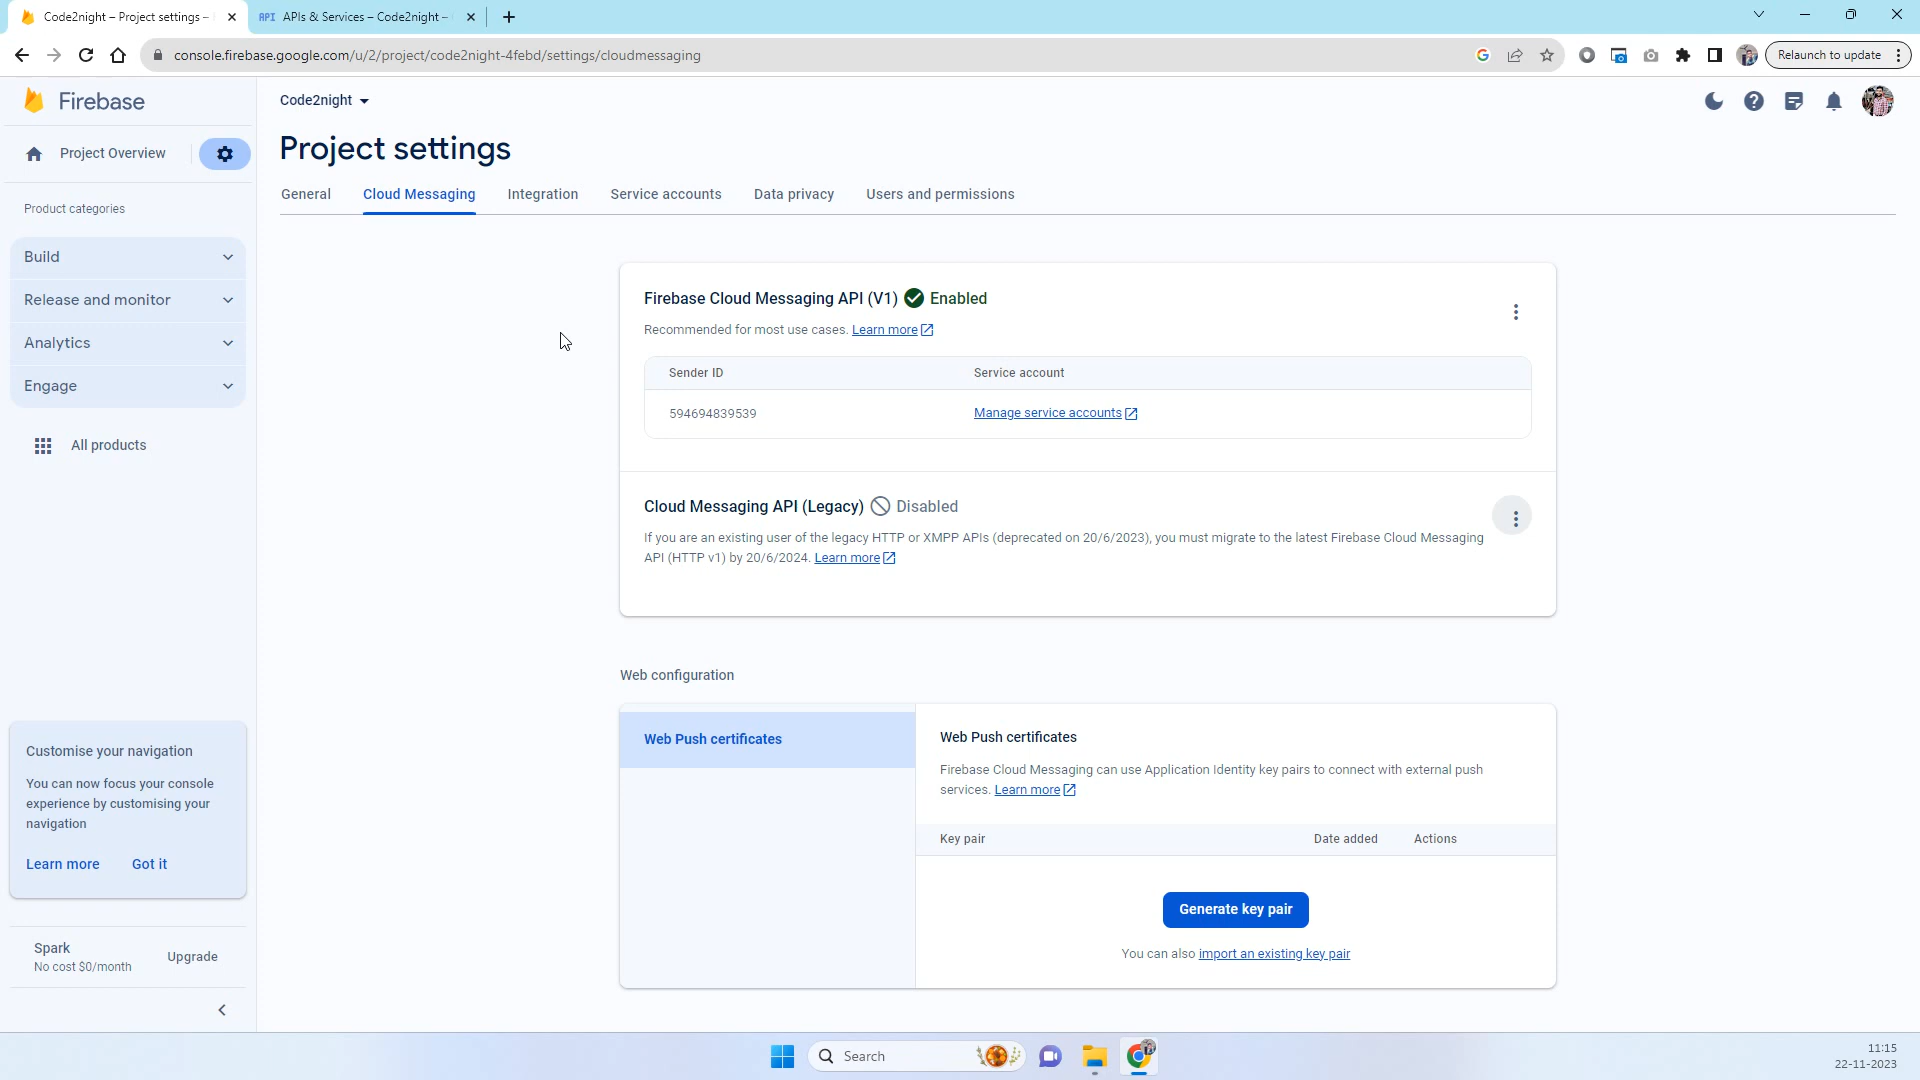 Code2night – Project settings –
API APIs & Services – Code2night –
console.firebase.google.com/u/2/project/code2night-4febd/settings/cloudmessaging
Relaunch to update
Firebase
Code2night
Project Overview
Project settings
General Cloud Messaging Integration Service accounts Data privacy Users and permissions
Product categories
Build
Release and monitor
Analytics
Engage
All products
Firebase Cloud Messaging API (V1) Enabled
Recommended for most use cases. Learn more
Sender ID Service account
594694839539 Manage service accounts
Cloud Messaging API (Legacy) Disabled
If you are an existing user of the legacy HTTP or XMPP APIs (deprecated on 20/6/2023), you must migrate to the latest Firebase Cloud Messaging
API (HTTP v1) by 20/6/2024. Learn more
Web configuration
Web Push certificates
Web Push certificates
Firebase Cloud Messaging can use Application Identity key pairs to connect with external push
services. Learn more
Key pair Date added Actions
Generate key pair
You can also import an existing key pair
Customise your navigation
You can now focus your console
experience by customising your
navigation
Learn more Got it
Spark
No cost $0/month
Upgrade
Search
11:15
22-11-2023